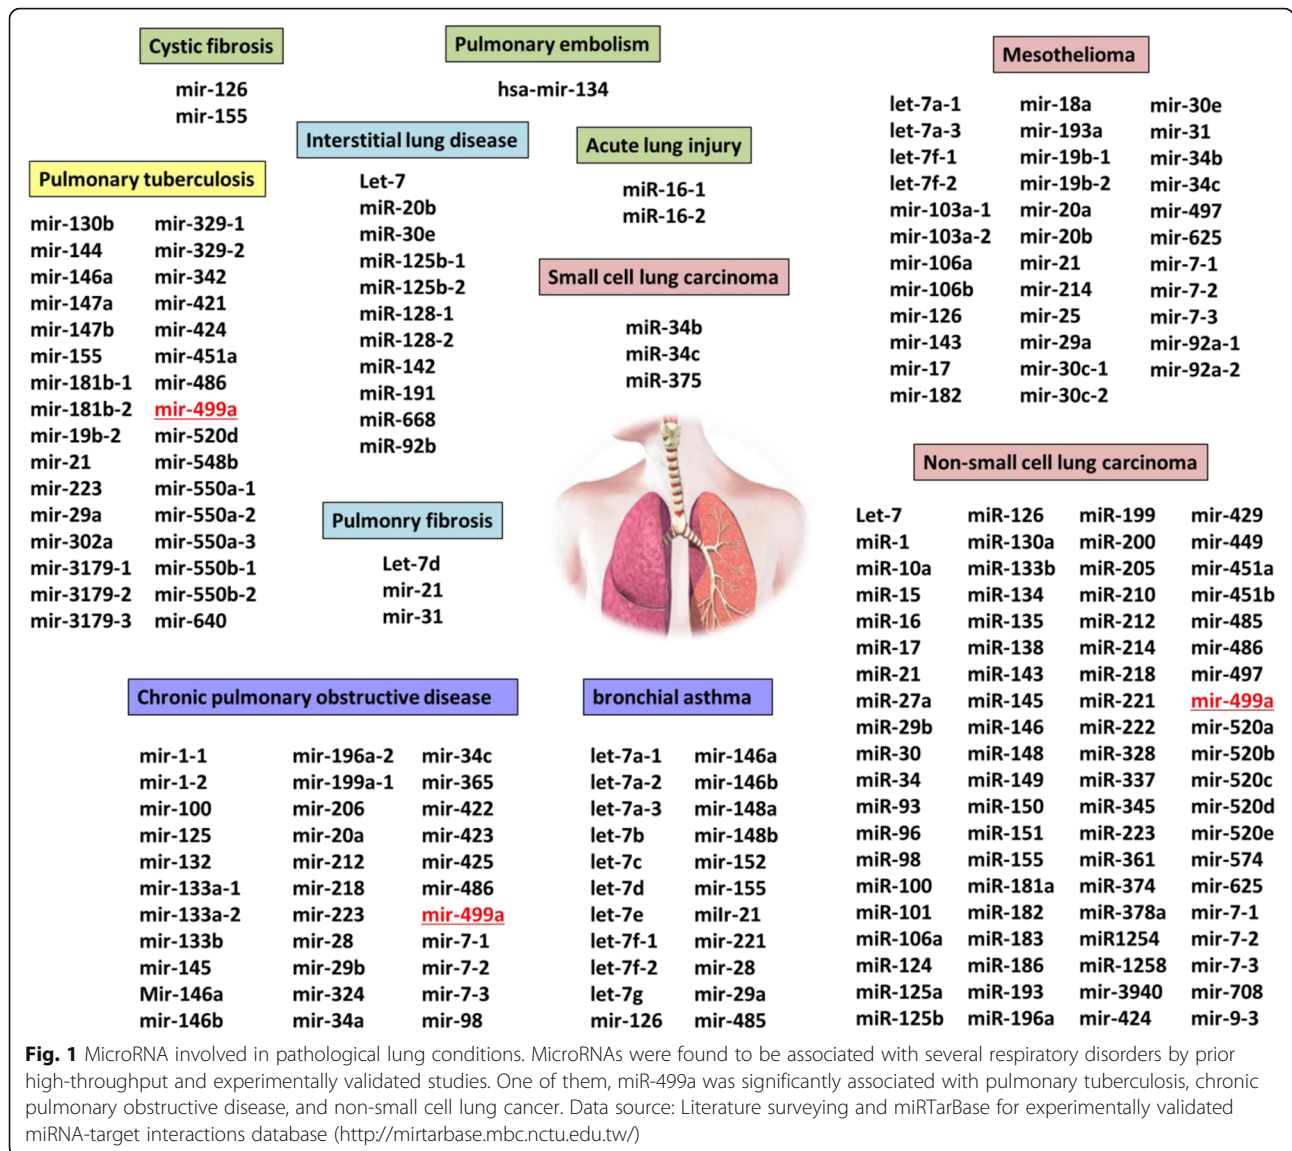 Cystic fibrosis
mir-126
mir-155
Pulmonary embolism
hsa-mir-134
Mesothelioma
let-7a-1 mir-18a mir-30e
let-7a-3 mir-193a mir-31
let-7f-1 mir-19b-1 mir-34b
let-7f-2 mir-19b-2 mir-34c
mir-103a-1 mir-20a mir-497
mir-103a-2 mir-20b mir-625
mir-106a mir-21 mir-7-1
mir-106b mir-214 mir-7-2
mir-126 mir-25 mir-7-3
mir-143 mir-29a mir-92a-1
mir-17 mir-30c-1 mir-92a-2
mir-182 mir-30c-2
Interstitial lung disease
Let-7
miR-20b
miR-30e
miR-125b-1
miR-125b-2
miR-128-1
miR-128-2
miR-142
miR-191
miR-668
miR-92b
Acute lung injury
miR-16-1
miR-16-2
Pulmonary tuberculosis
mir-130b mir-329-1
mir-144 mir-329-2
mir-146a mir-342
mir-147a mir-421
mir-147b mir-424
mir-155 mir-451a
mir-181b-1 mir-486
mir-181b-2 mir-499a
mir-19b-2 mir-520d
mir-21 mir-548b
mir-223 mir-550a-1
mir-29a mir-550a-2
mir-302a mir-550a-3
mir-3179-1 mir-550b-1
mir-3179-2 mir-550b-2
mir-3179-3 mir-640
Small cell lung carcinoma
miR-34b
miR-34c
miR-375
Pulmonry fibrosis
Let-7d
mir-21
mir-31
Non-small cell lung carcinoma
Let-7 miR-126 miR-199 mir-429
miR-1 miR-130a miR-200 mir-449
miR-10a miR-133b miR-205 mir-451a
miR-15 miR-134 miR-210 mir-451b
miR-16 miR-135 miR-212 mir-485
miR-17 miR-138 miR-214 mir-486
miR-21 miR-143 miR-218 mir-497
miR-27a miR-145 miR-221 mir-499a
miR-29b miR-146 miR-222 mir-520a
miR-30 miR-148 miR-328 mir-520b
miR-34 miR-149 miR-337 mir-520c
miR-93 miR-150 miR-345 mir-520d
miR-96 miR-151 miR-223 mir-520e
miR-98 miR-155 miR-361 mir-574
miR-100 miR-181a miR-374 mir-625
miR-101 miR-182 miR-378a mir-7-1
miR-106a miR-183 miR1254 mir-7-2
miR-124 miR-186 miR-1258 mir-7-3
miR-125a miR-193 mir-3940 mir-708
miR-125b miR-196a mir-424 mir-9-3
Chronic pulmonary obstructive disease
mir-1-1 mir-196a-2 mir-34c
mir-1-2 mir-199a-1 mir-365
mir-100 mir-206 mir-422
mir-125 mir-20a mir-423
mir-132 mir-212 mir-425
mir-133a-1 mir-218 mir-486
mir-133a-2 mir-223 mir-499a
mir-133b mir-28 mir-7-1
mir-145 mir-29b mir-7-2
Mir-146a mir-324 mir-7-3
mir-146b mir-34a mir-98
bronchial asthma
let-7a-1 mir-146a
let-7a-2 mir-146b
let-7a-3 mir-148a
let-7b mir-148b
let-7c mir-152
let-7d mir-155
let-7e milr-21
let-7f-1 mir-221
let-7f-2 mir-28
let-7g mir-29a
mir-126 mir-485
Fig. 1 MicroRNA involved in pathological lung conditions. MicroRNAs were found to be associated with several respiratory disorders by prior
high-throughput and experimentally validated studies. One of them, miR-499a was significantly associated with pulmonary tuberculosis, chronic
pulmonary obstructive disease, and non-small cell lung cancer. Data source: Literature surveying and miRTarBase for experimentally validated
miRNA-target interactions database (http://mirtarbase.mbc.nctu.edu.tw/)